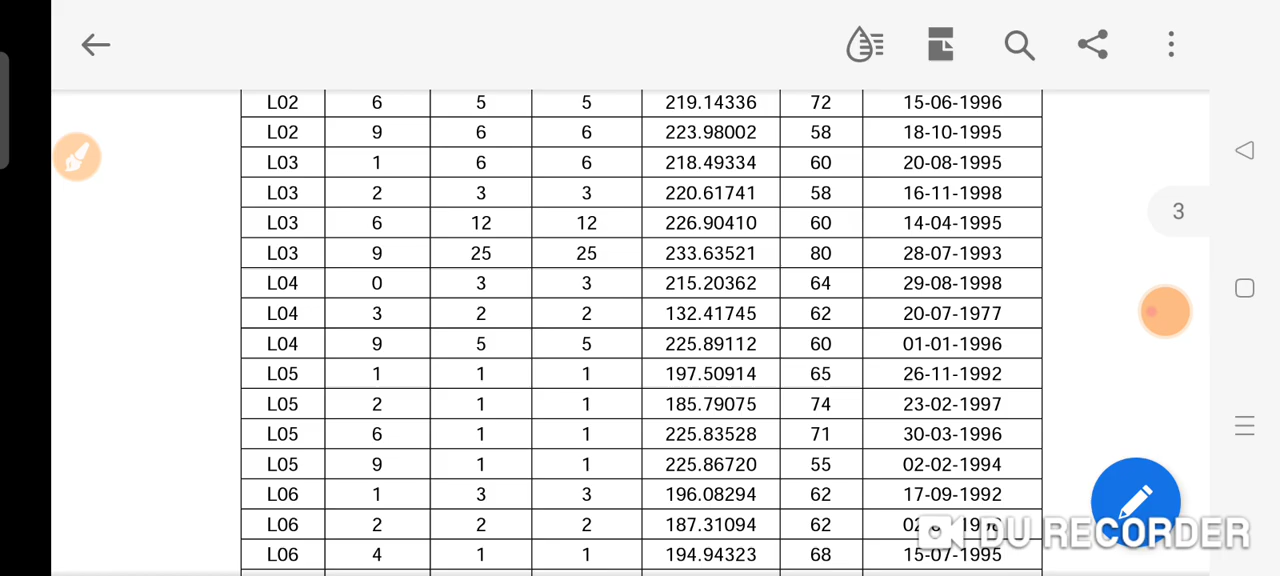 L02 6 5 5 219.14336 72 15-06-1996
L02 9 6 6 223.98002 58 18-10-1995
L03 1 6 6 218.49334 60 20-08-1995
3
L03 2 3 3 220.61741 58 16-11-1998
L03 6 12 12 226.90410 60 14-04-1995
L03 9 25 25 233.63521 80 28-07-1993
L04 0 3 3 215.20362 64 29-08-1998
L04 3 2 2 132.41745 62 20-07-1977
L04 9 5 5 225.89112 60 01-01-1996
L05 1 1 1 197.50914 65 26-11-1992
L05 2 1 1 185.79075 74 23-02-1997
L05 6 1 1 225.83528 71 30-03-1996
L05 9 1 1 225.86720 55 02-02-1994
L06 1 3 3 196.08294 62 17-09-1992
L06 2 2 2 187.31094 62
DU RECORDER
L06 4 1 1 194.94323 68 15-07-1995